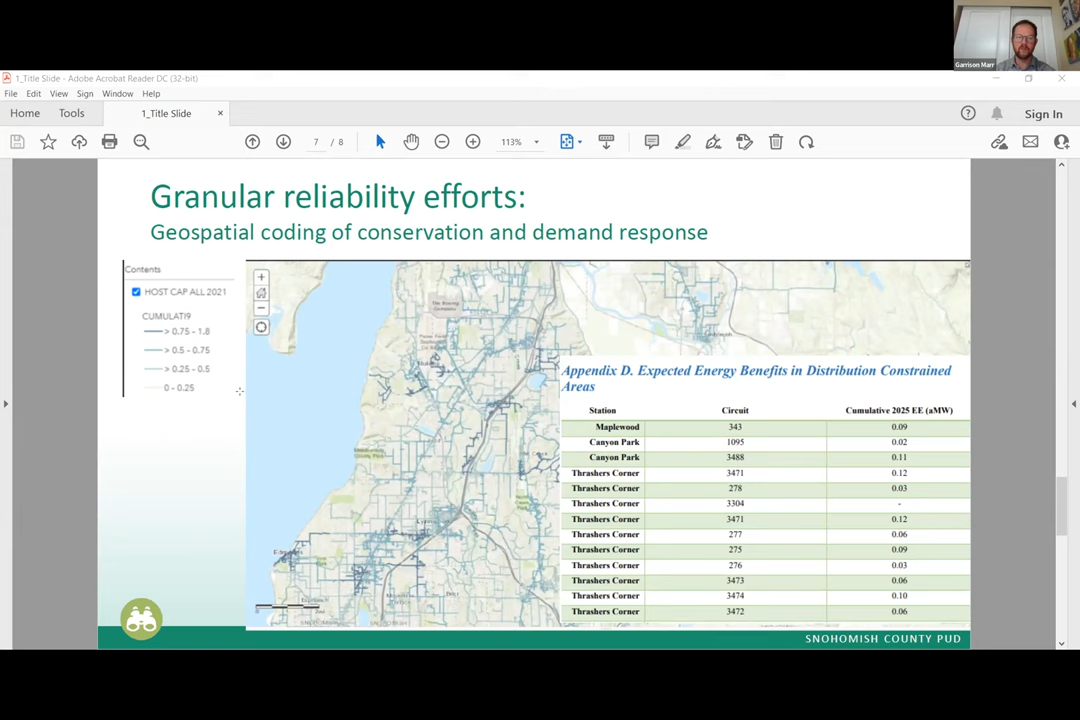 Garrison Marr
1_Title Slide - Adobe Acrobat Reader DC (32-bit)
File Edit View Sign Window Help
Home Tools 1_Title Slide × Sign In
7 / 8 113%
Granular reliability efforts:
Geospatial coding of conservation and demand response
Contents
HOST CAP ALL 2021
CUMULATI9
> 0.75 - 1.8
> 0.5 - 0.75
> 0.25 - 0.5
0 - 0.25
Appendix D. Expected Energy Benefits in Distribution Constrained
Areas
Station Circuit Cumulative 2025 EE (aMW)
Maplewood 343 0.09
Canyon Park 1095 0.02
Canyon Park 3488 0.11
Thrashers Corner 3471 0.12
Thrashers Corner 278 0.03
Thrashers Corner 3304 -
Thrashers Corner 3471 0.12
Thrashers Corner 277 0.06
Thrashers Corner 275 0.09
Thrashers Corner 276 0.03
Thrashers Corner 3473 0.06
Thrashers Corner 3474 0.10
Thrashers Corner 3472 0.06
SNOHOMISH COUNTY PUD